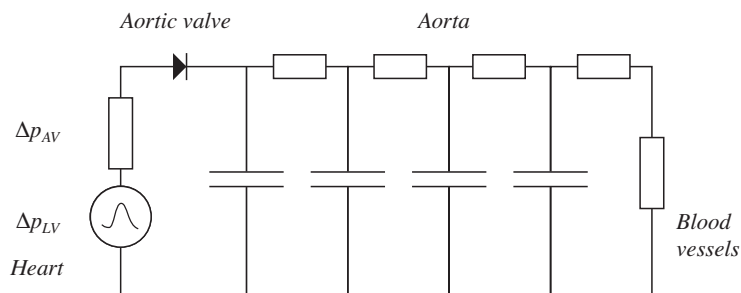 Aortic valve
Aorta
Δp_AV
Δp_LV
Heart
Blood
vessels